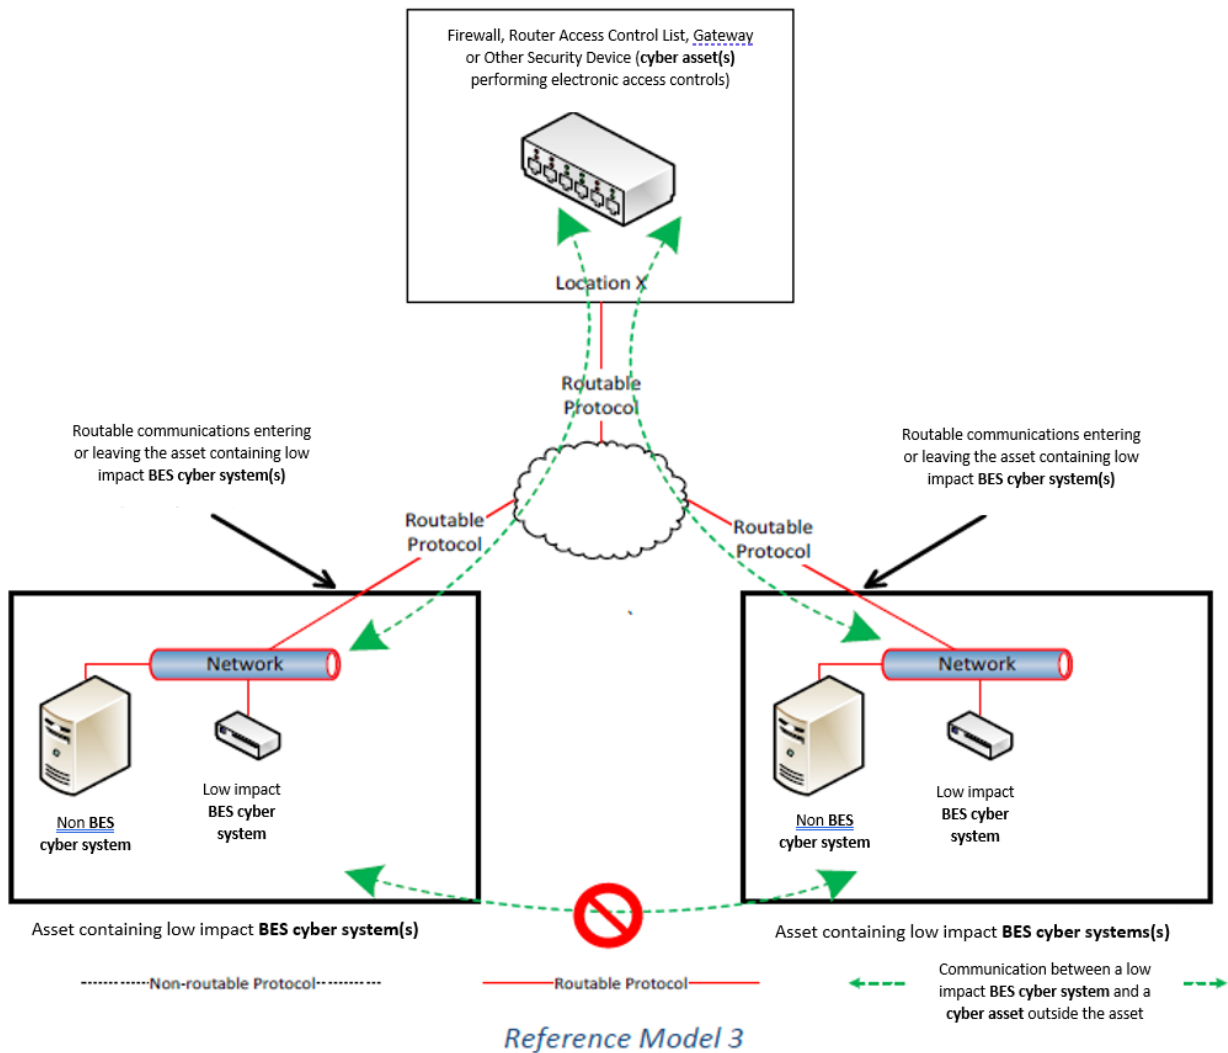 Firewall, Router Access Control List, Gateway
or Other Security Device (cyber asset(s)
performing electronic access controls)
Location X
Routable
Protocol
Routable communications entering
or leaving the asset containing low
impact BES cyber system(s)
Routable communications entering
or leaving the asset containing low
impact BES cyber system(s)
Routable
Protocol
Routable
Protocol
Network
Network
Low impact
BES cyber
system
Non BES
cyber system
Low impact
BES cyber
system
Non BES
cyber system
Asset containing low impact BES cyber system(s)
Asset containing low impact BES cyber systems(s)
Non-routable Protocol
Routable Protocol
Communication between a low
impact BES cyber system and a
cyber asset outside the asset
Reference Model 3